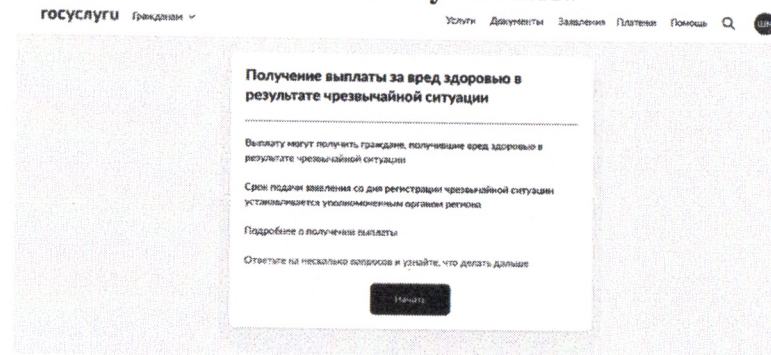 госуслуги Гражданам
Услуги Документы Заявления Платежи Помощь
Получение выплаты за вред здоровью в
результате чрезвычайной ситуации
Выплату могут получить граждане, получившие вред здоровью в
результате чрезвычайной ситуации
Срок подачи заявления со дня регистрации чрезвычайной ситуации
устанавливается уполномоченным органом региона
Подробнее о получении выплаты
Ответьте на несколько вопросов и узнайте, что делать дальше
Начать